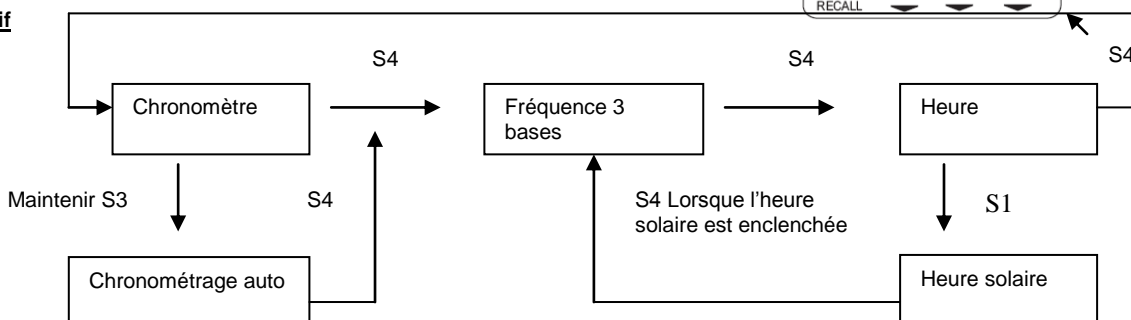 if
RECALL
S4
S4
S4
Chronomètre
Fréquence 3
bases
Heure
Maintenir S3
S4
S4 Lorsque l'heure
solaire est enclenchée
S1
Chronométrage auto
Heure solaire